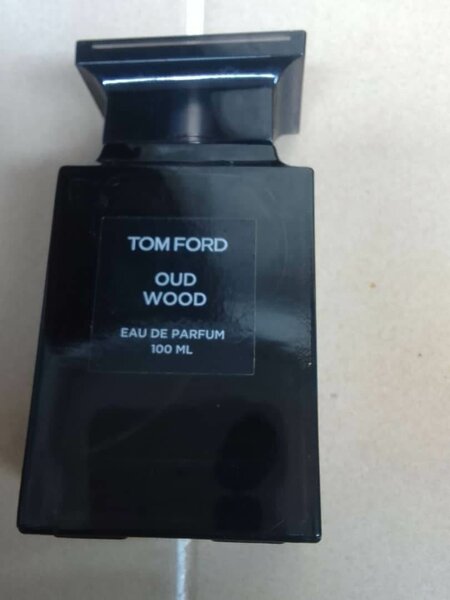 TOM FORD
OUD
WOOD
EAU DE PARFUM
100 ML